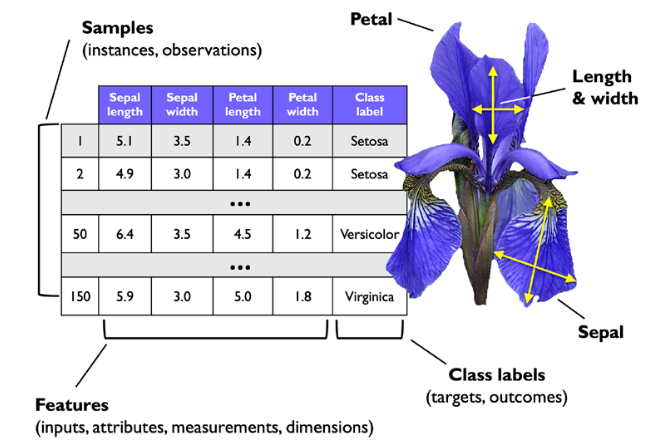 Samples
(instances, observations)
Petal
Length
& width
Sepal length Sepal width Petal length Petal width Class label
1 5.1 3.5 1.4 0.2 Setosa
2 4.9 3.0 1.4 0.2 Setosa
...
50 6.4 3.5 4.5 1.2 Versicolor
...
150 5.9 3.0 5.0 1.8 Virginica
Sepal
Class labels
(targets, outcomes)
Features
(inputs, attributes, measurements, dimensions)